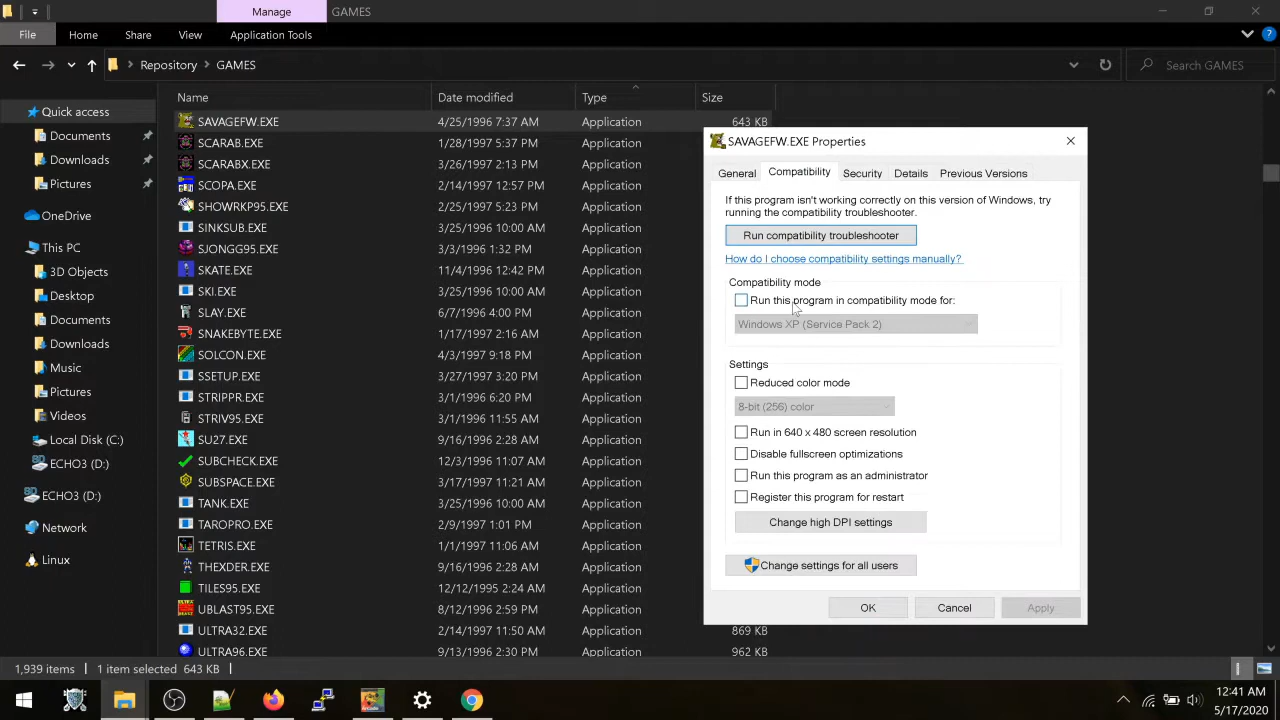 Manage GAMES
File Home Share View Application Tools
Repository GAMES Search GAMES
Name Date modified Type Size
Quick access
Documents
Downloads
Pictures
OneDrive
This PC
3D Objects
Desktop
Documents
Downloads
Music
Pictures
Videos
Local Disk (C:)
ECHO3 (D:)
ECHO3 (D:)
Network
Linux
SAVAGEFW.EXE 4/25/1996 7:37 AM Application 643 KB
SCARAB.EXE 1/28/1997 5:37 PM Application
SCARABX.EXE 3/26/1997 2:13 PM Application
SCOPA.EXE 2/14/1997 12:57 PM Application
SHOWRKP95.EXE 2/25/1997 5:23 PM Application
SINKSUB.EXE 3/25/1996 10:00 AM Application
SJONGG95.EXE 3/3/1996 1:32 PM Application
SKATE.EXE 11/4/1996 12:42 PM Application
SKI.EXE 3/25/1996 10:00 AM Application
SLAY.EXE 6/7/1996 4:00 PM Application
SNAKEBYTE.EXE 1/17/1997 2:16 AM Application
SOLCON.EXE 4/3/1997 9:18 PM Application
SSETUP.EXE 3/27/1997 3:20 PM Application
STRIPPR.EXE 3/1/1996 6:20 PM Application
STRIV95.EXE 3/1/1996 11:55 AM Application
SU27.EXE 9/16/1996 2:28 AM Application
SUBCHECK.EXE 12/3/1996 11:07 AM Application
SUBSPACE.EXE 3/17/1997 11:21 AM Application
TANK.EXE 3/25/1996 10:00 AM Application
TAROPRO.EXE 2/9/1997 1:01 PM Application
TETRIS.EXE 1/1/1997 11:06 AM Application
THEXDER.EXE 9/16/1996 2:28 AM Application
TILES95.EXE 12/12/1995 2:24 AM Application
UBLAST95.EXE 8/12/1996 2:59 PM Application
ULTRA32.EXE 2/14/1997 11:50 AM Application 869 KB
ULTRA96.EXE 9/13/1996 2:30 PM Application 962 KB
SAVAGEFW.EXE Properties
General Compatibility Security Details Previous Versions
If this program isn't working correctly on this version of Windows, try
running the compatibility troubleshooter.
Run compatibility troubleshooter
How do I choose compatibility settings manually?
Compatibility mode
Run this program in compatibility mode for:
Windows XP (Service Pack 2)
Settings
Reduced color mode
8-bit (256) color
Run in 640 x 480 screen resolution
Disable fullscreen optimizations
Run this program as an administrator
Register this program for restart
Change high DPI settings
Change settings for all users
OK Cancel Apply
1,939 items 1 item selected 643 KB
12:41 AM
5/17/2020